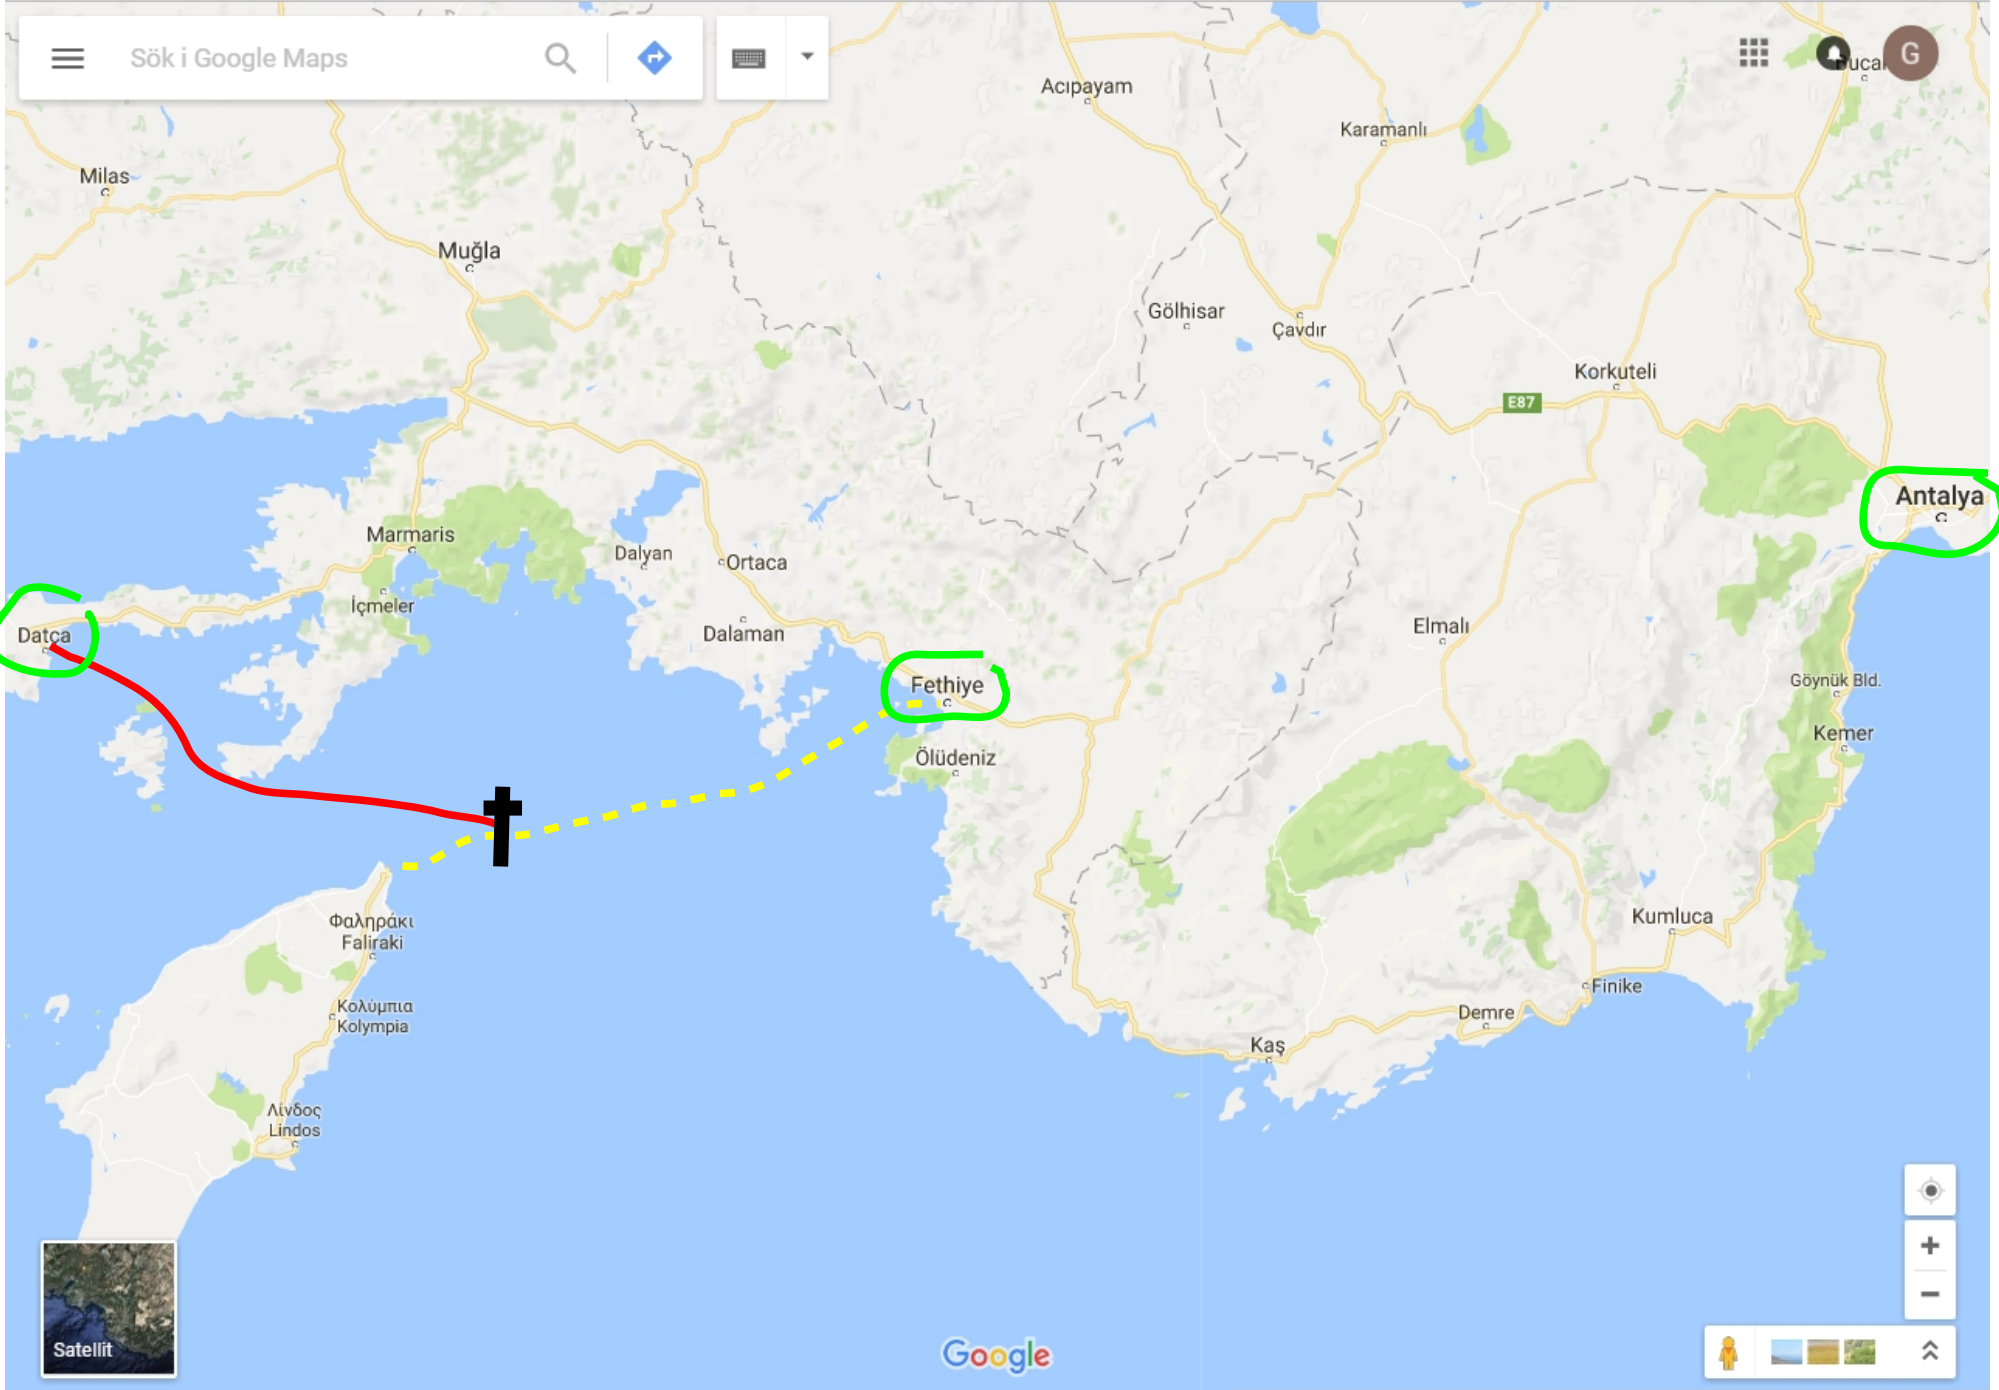 Sök i Google Maps
G
Bucak
Acıpayam
Karamanlı
Milas
Muğla
Gölhisar
Çavdır
Korkuteli
E87
Antalya
Marmaris
Dalyan
Ortaca
İçmeler
Datça
Dalaman
Elmalı
Fethiye
Göynük Bld.
Kemer
Ölüdeniz
Φαληράκι
Faliraki
Kumluca
Κολύμπια
Kolympia
Finike
Demre
Kaş
Λίνδος
Lindos
Satellit
Google